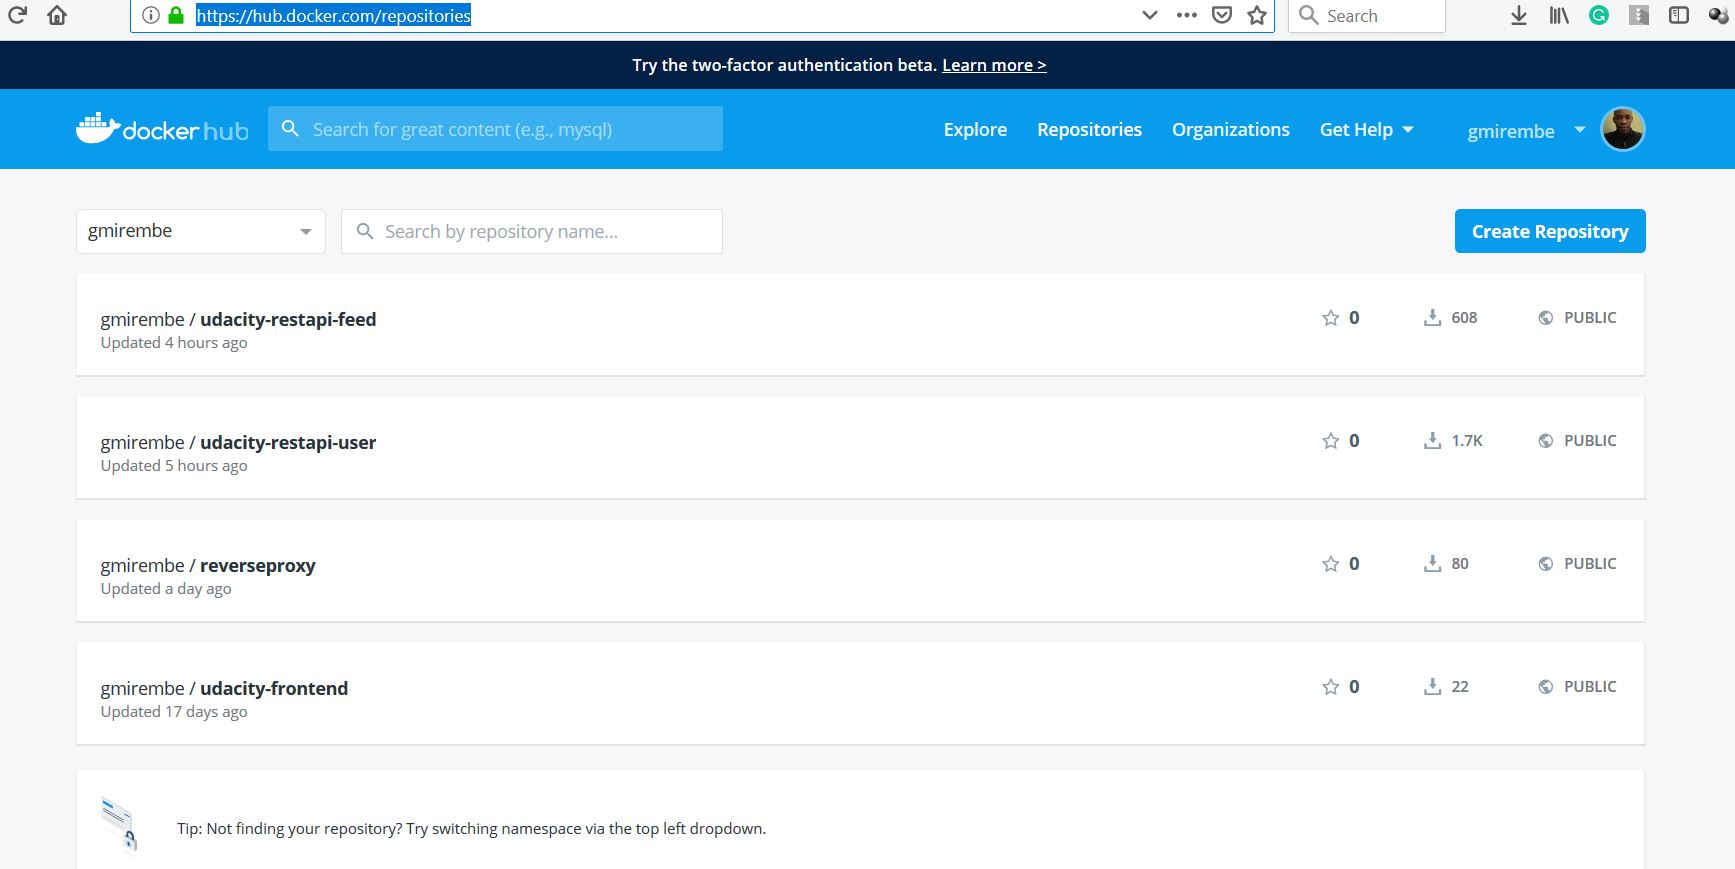 https://hub.docker.com/repositories
Search
Try the two-factor authentication beta. Learn more >
docker hub
Search for great content (e.g., mysql)
Explore
Repositories
Organizations
Get Help
gmirembe
gmirembe
Search by repository name...
Create Repository
gmirembe / udacity-restapi-feed
0
608
PUBLIC
Updated 4 hours ago
gmirembe / udacity-restapi-user
0
1.7K
PUBLIC
Updated 5 hours ago
gmirembe / reverseproxy
0
80
PUBLIC
Updated a day ago
gmirembe / udacity-frontend
0
22
PUBLIC
Updated 17 days ago
Tip: Not finding your repository? Try switching namespace via the top left dropdown.